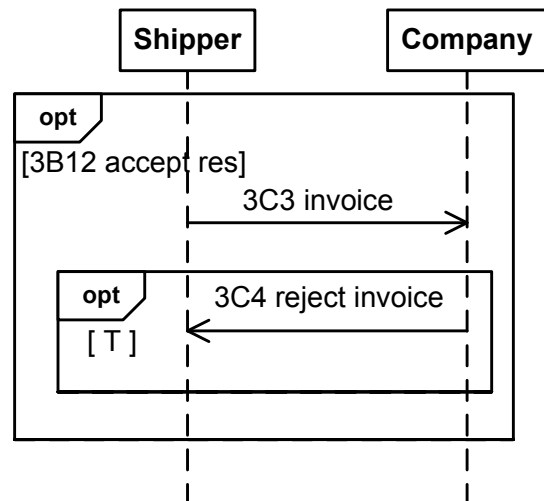 Shipper
Company
opt
[3B12 accept res]
3C3 invoice
opt
3C4 reject invoice
[ T ]